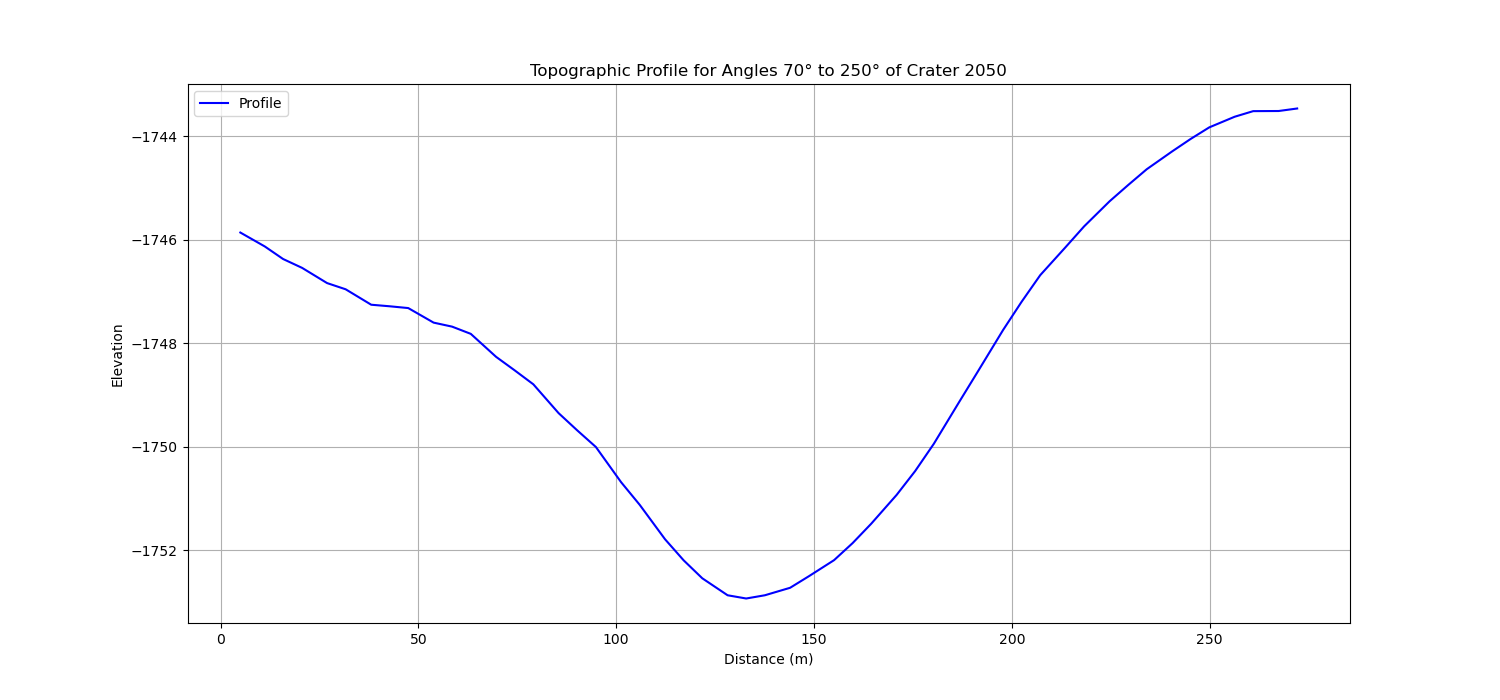 Topographic Profile for Angles 70° to 250° of Crater 2050
Profile
−1744
−1746
−1748
−1750
−1752
Elevation
0 50 100 150 200 250
Distance (m)